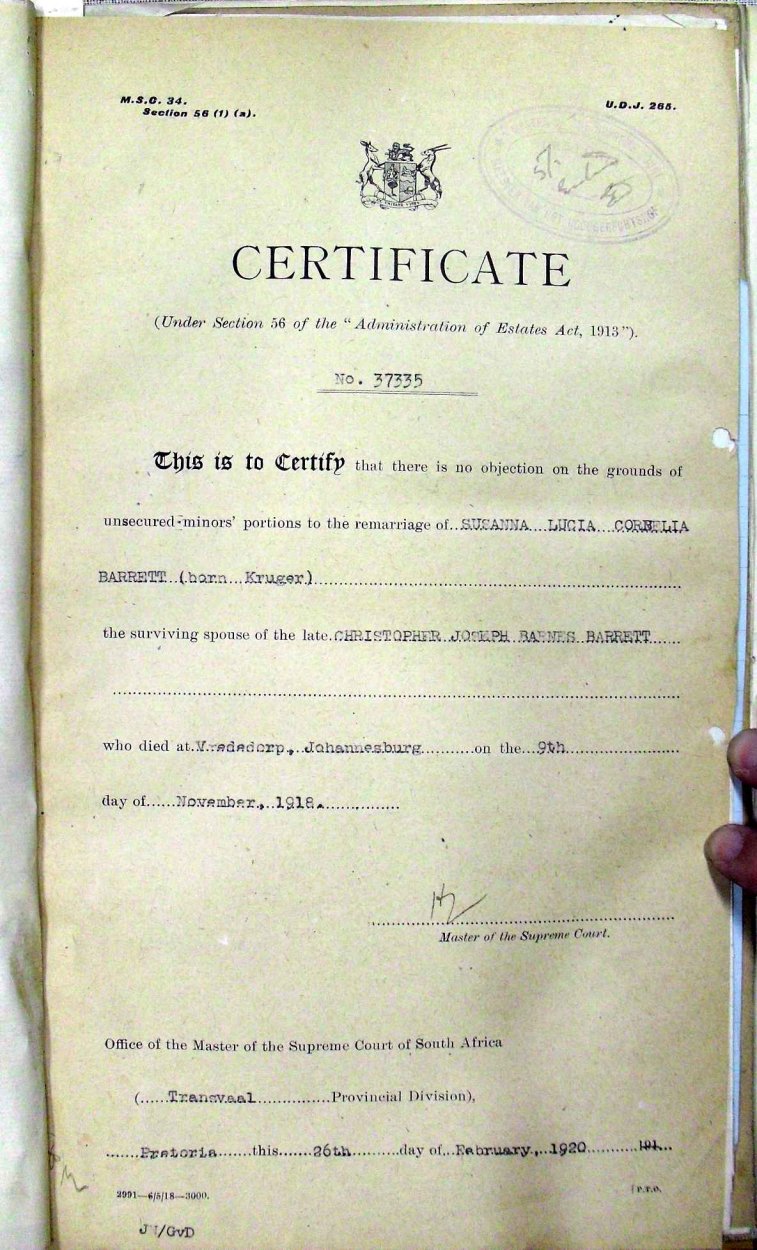 M.S.C. 34.
Section 56 (1) (a).
U.D.J. 265.
CERTIFICATE
(Under Section 56 of the "Administration of Estates Act, 1913").
No. 37335
This is to Certify that there is no objection on the grounds of
unsecured minors' portions to the remarriage of SUSANNA LUCIA CORNELIA
BARRETT (born Kruger)
the surviving spouse of the late CHRISTOPHER JOSEPH BARNES BARRETT
who died at Vrededorp, Johannesburg on the 9th
day of November, 1918.
Master of the Supreme Court.
Office of the Master of the Supreme Court of South Africa
(Transvaal Provincial Division),
Pretoria this 26th day of February, 1920 191
2991—6/5/18—3000.
P.T.O.
/GvD